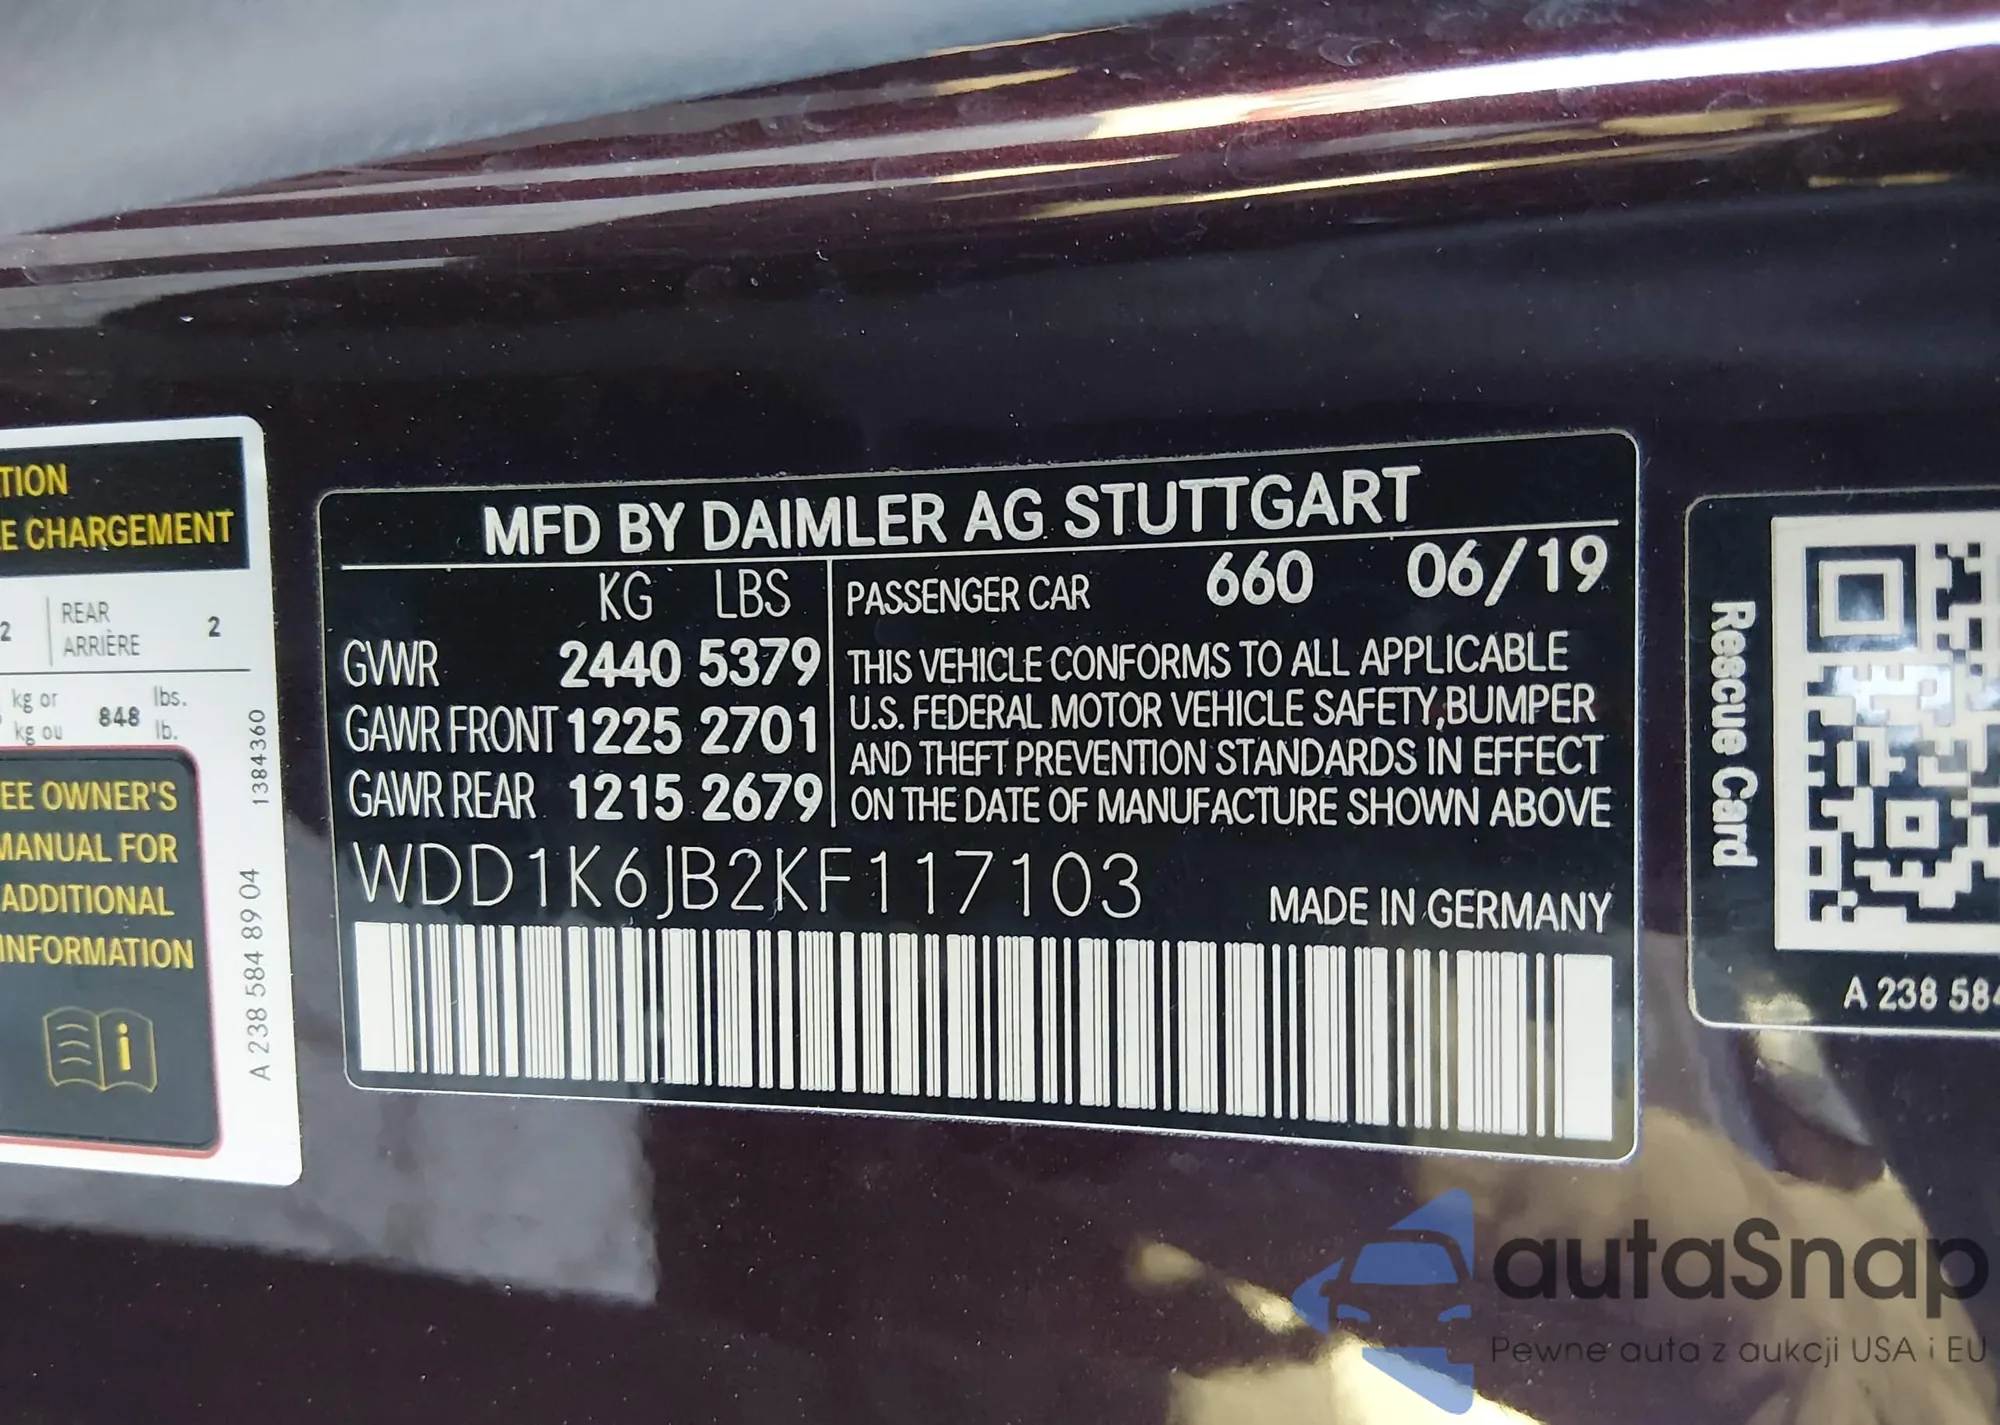 TION
E CHARGEMENT
2 REAR 2
ARRIÈRE
kg or lbs.
kg ou 848 lb.
EE OWNER'S
MANUAL FOR
ADDITIONAL
INFORMATION
i
1384360
A 238 584 89 04
MFD BY DAIMLER AG STUTTGART
KG LBS
GVWR 2440 5379
GAWR FRONT 1225 2701
GAWR REAR 1215 2679
PASSENGER CAR 660 06/19
THIS VEHICLE CONFORMS TO ALL APPLICABLE
U.S. FEDERAL MOTOR VEHICLE SAFETY,BUMPER
AND THEFT PREVENTION STANDARDS IN EFFECT
ON THE DATE OF MANUFACTURE SHOWN ABOVE
WDD1K6JB2KF117103
MADE IN GERMANY
Rescue Card
A 238 584
autaSnap
Pewne auta z aukcji USA i EU